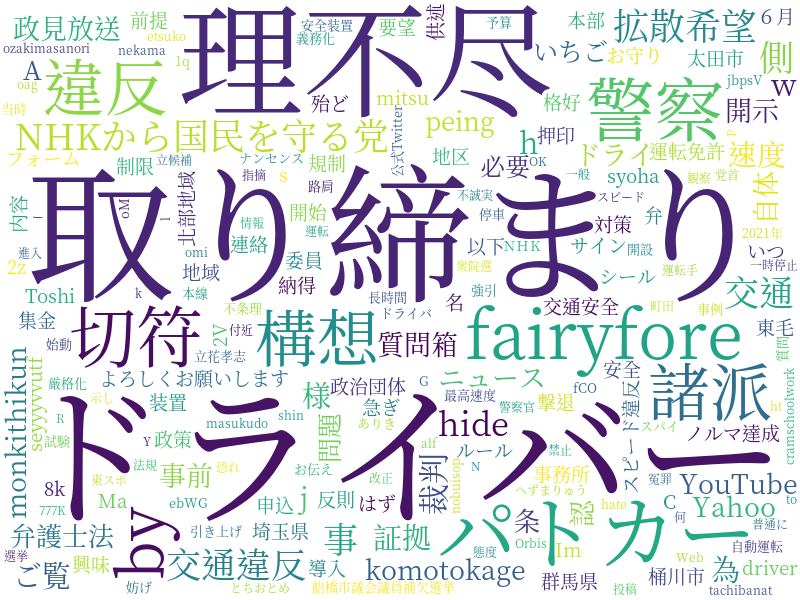 政見放送
前提
理不尽
安全装置
義務化
要望
供述
本部
拡散希望
6月
ozakimasanori
nekama
1q
予算
etsuko
いちご
お守り
側
oag
A
違反
殆ど
mitsu
警察
太田市
jbpsV
w
当時
格好
開示
NHKから国民を守る党
peing
h
押印
P
フォーム
立候補
ナンセンス
公式Twitter
地区
必要
OK
ドライ
運転免許
速度
制限
指摘
s
規制
syoha
一般
観察
党首
自体
内容
北部地域
oM
路肩
不誠実
スピード
取り締まり
開始
情報
停車
対策
弁
2021年
進入
運転
以下
NHK
サイン
開設
いつ
omi
連絡
委員
一時停止
2z
地域
衆院選
シール
運転手
Toshi
k
本線
納得
強引
名
交通
不条理
長時間
ドライバ
交通安全
町田
事例
集金
切符
2V
付近
構想
質問箱
fairyfore
東毛
始動
立花孝志
質問
monkithikun
よろしくお願いします
政治団体
G
ニュース
安全
諸派
厳格化
seyyywvutf
装置
様
急ぎ
最高速度
fCO
スピード違反
cramschoolwork
R
示し
masukudo
shin
警察官
撃退
ht
ドライバー
政策
問題
ありき
hide
ルール
ノルマ達成
試験
Y
alf
禁止
スパイ
8k
法規
恐れ
お伝え
裁判
N
事務所
冤罪
YouTube
to
東スポ
事前
改正
nubusdo
へずまりゅう
777K
Ma
ebWG
申込
j
反則
はず
hate
C
Yahoo
何
by
弁護士法
引き上げ
埼玉県
態度
条
認
パトカー
普通に
選挙
事
証拠
Orbis
Im
Web
自動運転
ご覧
興味
交通違反
導入
komotokage
群馬県
桶川市
為
driver
妨げ
とちおとめ
船橋市議会議員補欠選挙
投稿
tachibanat